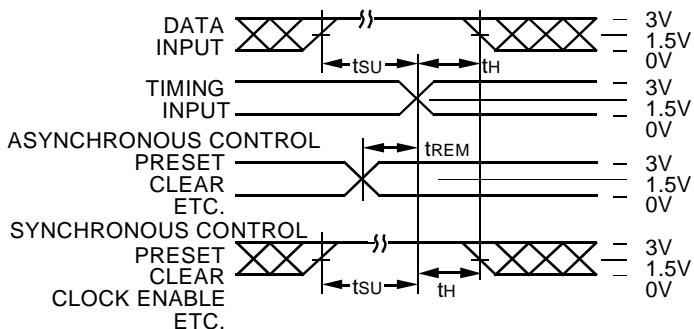 DATA
INPUT
3V
1.5V
0V
tSU
tH
TIMING
INPUT
3V
1.5V
0V
ASYNCHRONOUS CONTROL
PRESET
CLEAR
ETC.
tREM
3V
1.5V
0V
SYNCHRONOUS CONTROL
PRESET
CLEAR
CLOCK ENABLE
ETC.
tSU
tH
3V
1.5V
0V